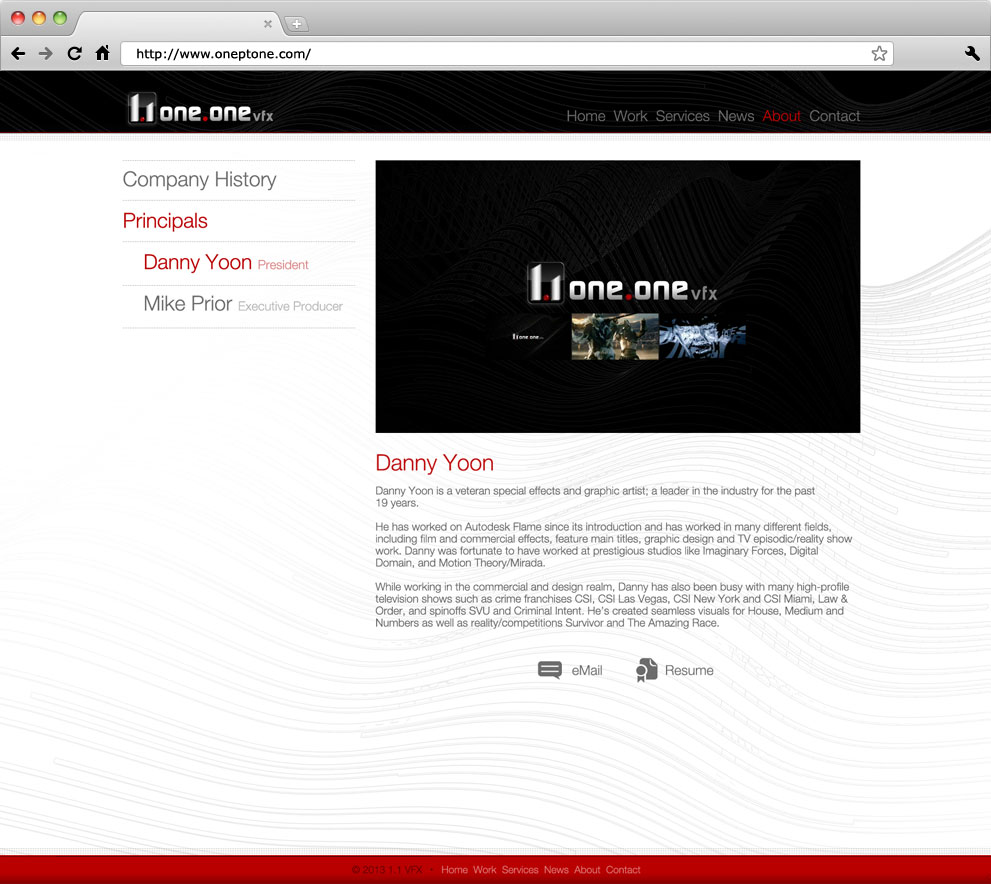 http://www.oneptone.com/
1.1 one.one vfx
Home Work Services News About Contact
Company History
Principals
Danny Yoon President
Mike Prior Executive Producer
1.1 one.one vfx
Danny Yoon
Danny Yoon is a veteran special effects and graphic artist; a leader in the industry for the past
19 years.
He has worked on Autodesk Flame since its introduction and has worked in many different fields,
including film and commercial effects, feature main titles, graphic design and TV episodic/reality show
work. Danny was fortunate to have worked at prestigious studios like Imaginary Forces, Digital
Domain, and Motion Theory/Mirada.
While working in the commercial and design realm, Danny has also been busy with many high-profile
television shows such as crime franchises CSI, CSI Las Vegas, CSI New York and CSI Miami, Law &
Order, and spinoffs SVU and Criminal Intent. He's created seamless visuals for House, Medium and
Numbers as well as reality/competitions Survivor and The Amazing Race.
eMail Resume
© 2013 1.1 VFX - Home Work Services News About Contact